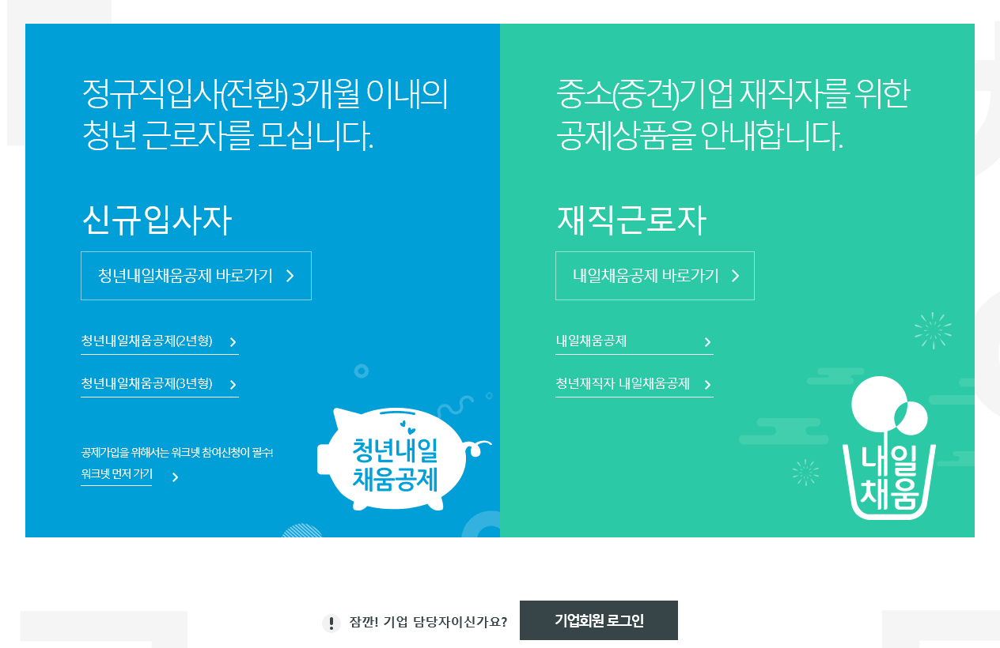 정규직입사(전환) 3개월 이내의
청년 근로자를 모십니다.
신규입사자
청년내일채움공제 바로가기
청년내일채움공제(2년형)
청년내일채움공제(3년형)
공제가입을 위해서는 워크넷 참여신청이 필수!
워크넷 먼저 가기
청년내일
채움공제
중소(중견)기업 재직자를 위한
공제상품을 안내합니다.
재직근로자
내일채움공제 바로가기
내일채움공제
청년재직자 내일채움공제
내일
채움
잠깐! 기업 담당자이신가요?
기업회원 로그인